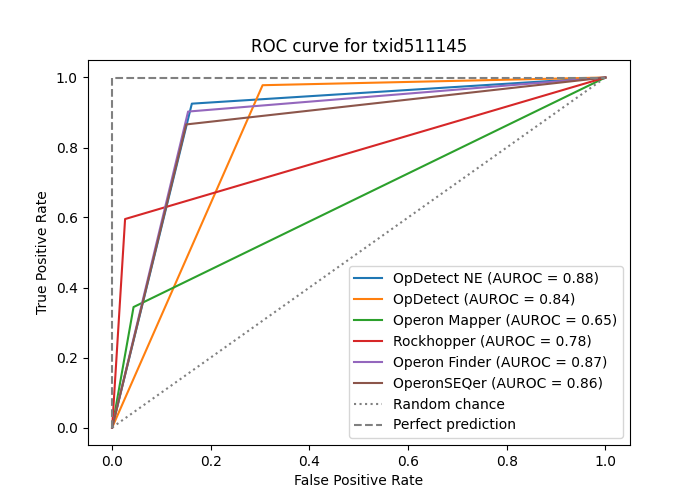 ROC curve for txid511145
True Positive Rate
1.0
0.8
0.6
0.4
0.2
0.0
OpDetect NE (AUROC = 0.88)
OpDetect (AUROC = 0.84)
Operon Mapper (AUROC = 0.65)
Rockhopper (AUROC = 0.78)
Operon Finder (AUROC = 0.87)
OperonSEQer (AUROC = 0.86)
Random chance
Perfect prediction
0.0 0.2 0.4 0.6 0.8 1.0
False Positive Rate